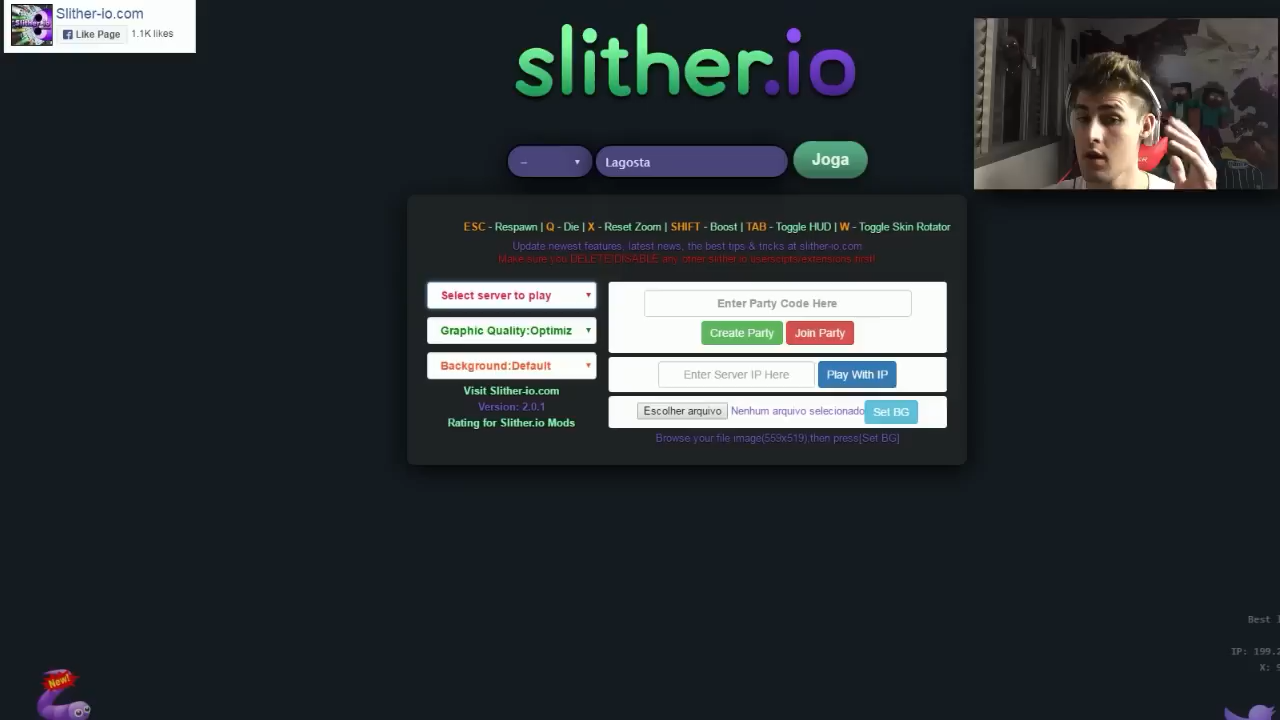 Slither-io.com
Like Page 1.1K likes
slither.io
-- Lagosta Joga
ESC - Respawn | Q - Die | X - Reset Zoom | SHIFT - Boost | TAB - Toggle HUD | W - Toggle Skin Rotator
Update newest features, latest news, the best tips & tricks at slither-io.com
Make sure you DELETE/DISABLE any other slither.io userscipts/extensions first!
Select server to play
Enter Party Code Here
Graphic Quality:Optimiz
Create Party Join Party
Background:Default
Enter Server IP Here Play With IP
Visit Slither-io.com
Version: 2.0.1
Escolher arquivo Nenhum arquivo selecionado Set BG
Rating for Slither.io Mods
Browse your file image(559x519),then press[Set BG]
Best
IP: 199.2
X:
New!